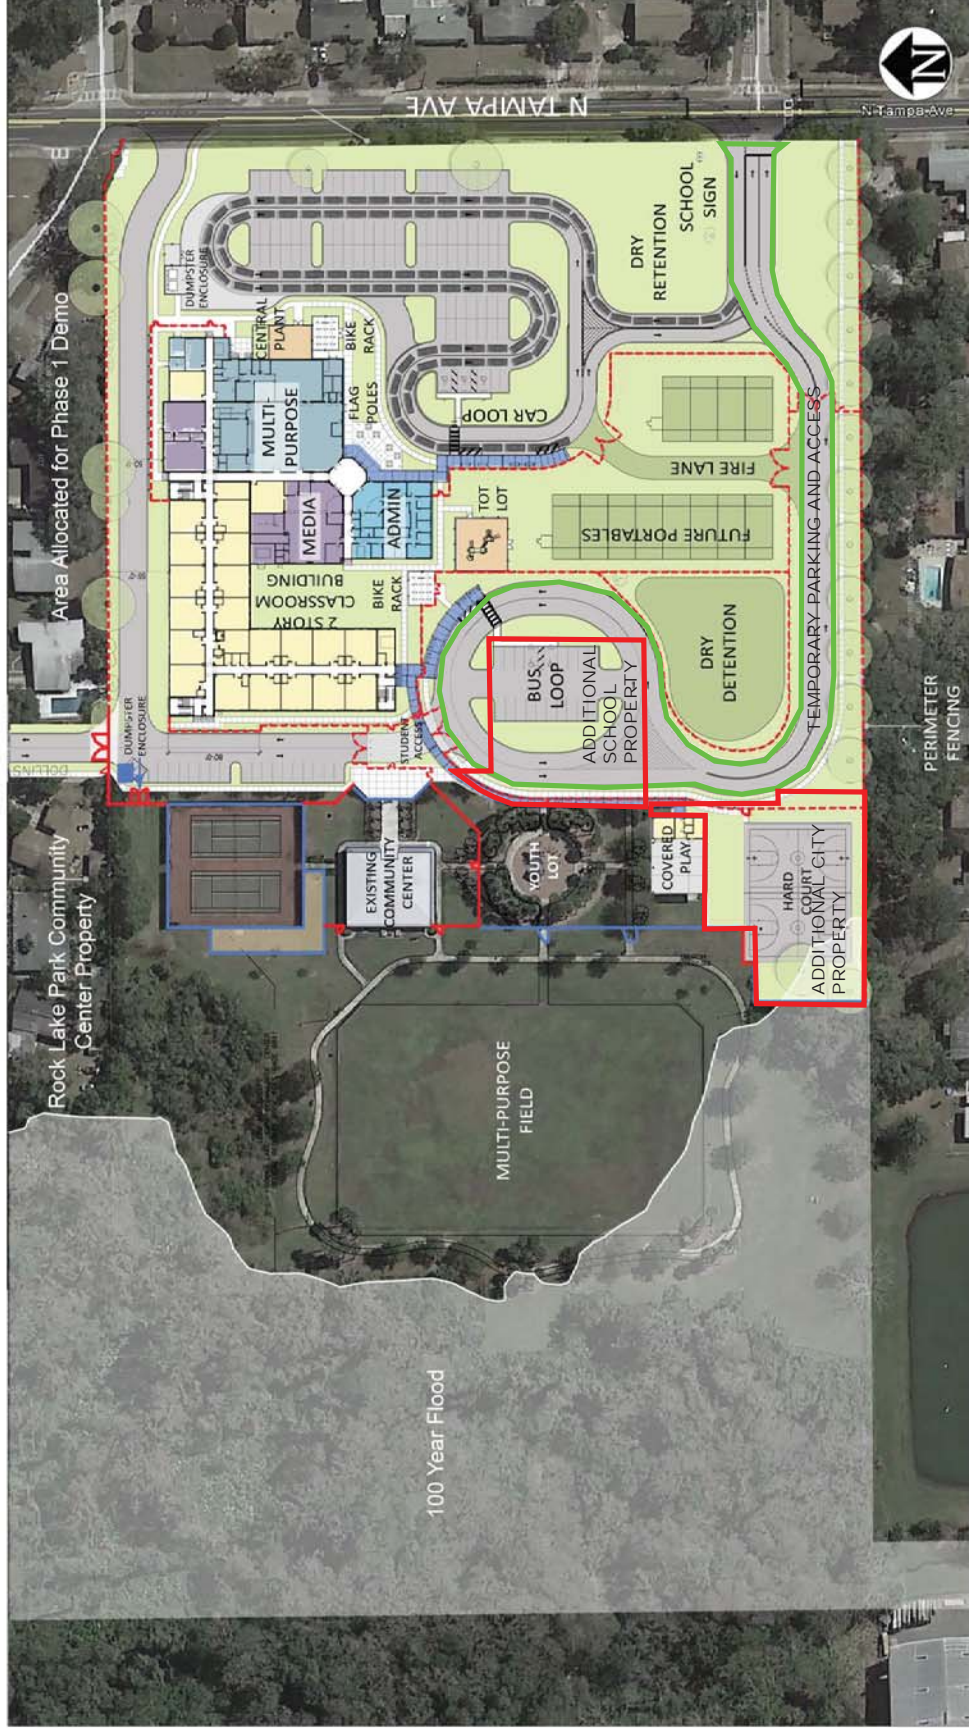 N TAMPA AVE
N
N Tampa Ave
Area Allocated for Phase 1 Demo
DUMPSTER
ENCLOSURE
CENTRAL
PLANT
BIKE
RACK
MULTI-
PURPOSE
FLAG
POLES
CAR LOOP
DRY
RETENTION
SCHOOL
SIGN
MEDIA
ADMIN
TOT
LOT
FIRE LANE
FUTURE PORTABLES
2 STORY
CLASSROOM
BUILDING
BIKE
RACK
DUMPSTER
ENCLOSURE
DOLLINS
STUDENT
ACCESS
BUS
LOOP
ADDITIONAL
SCHOOL
PROPERTY
DRY
DETENTION
TEMPORARY PARKING AND ACCESS
PERIMETER
FENCING
Rock Lake Park Community
Center Property
EXISTING
COMMUNITY
CENTER
YOUTH
LOT
COVERED
PLAY
HARD
COURT
ADDITIONAL CITY
PROPERTY
MULTI-PURPOSE
FIELD
100 Year Flood